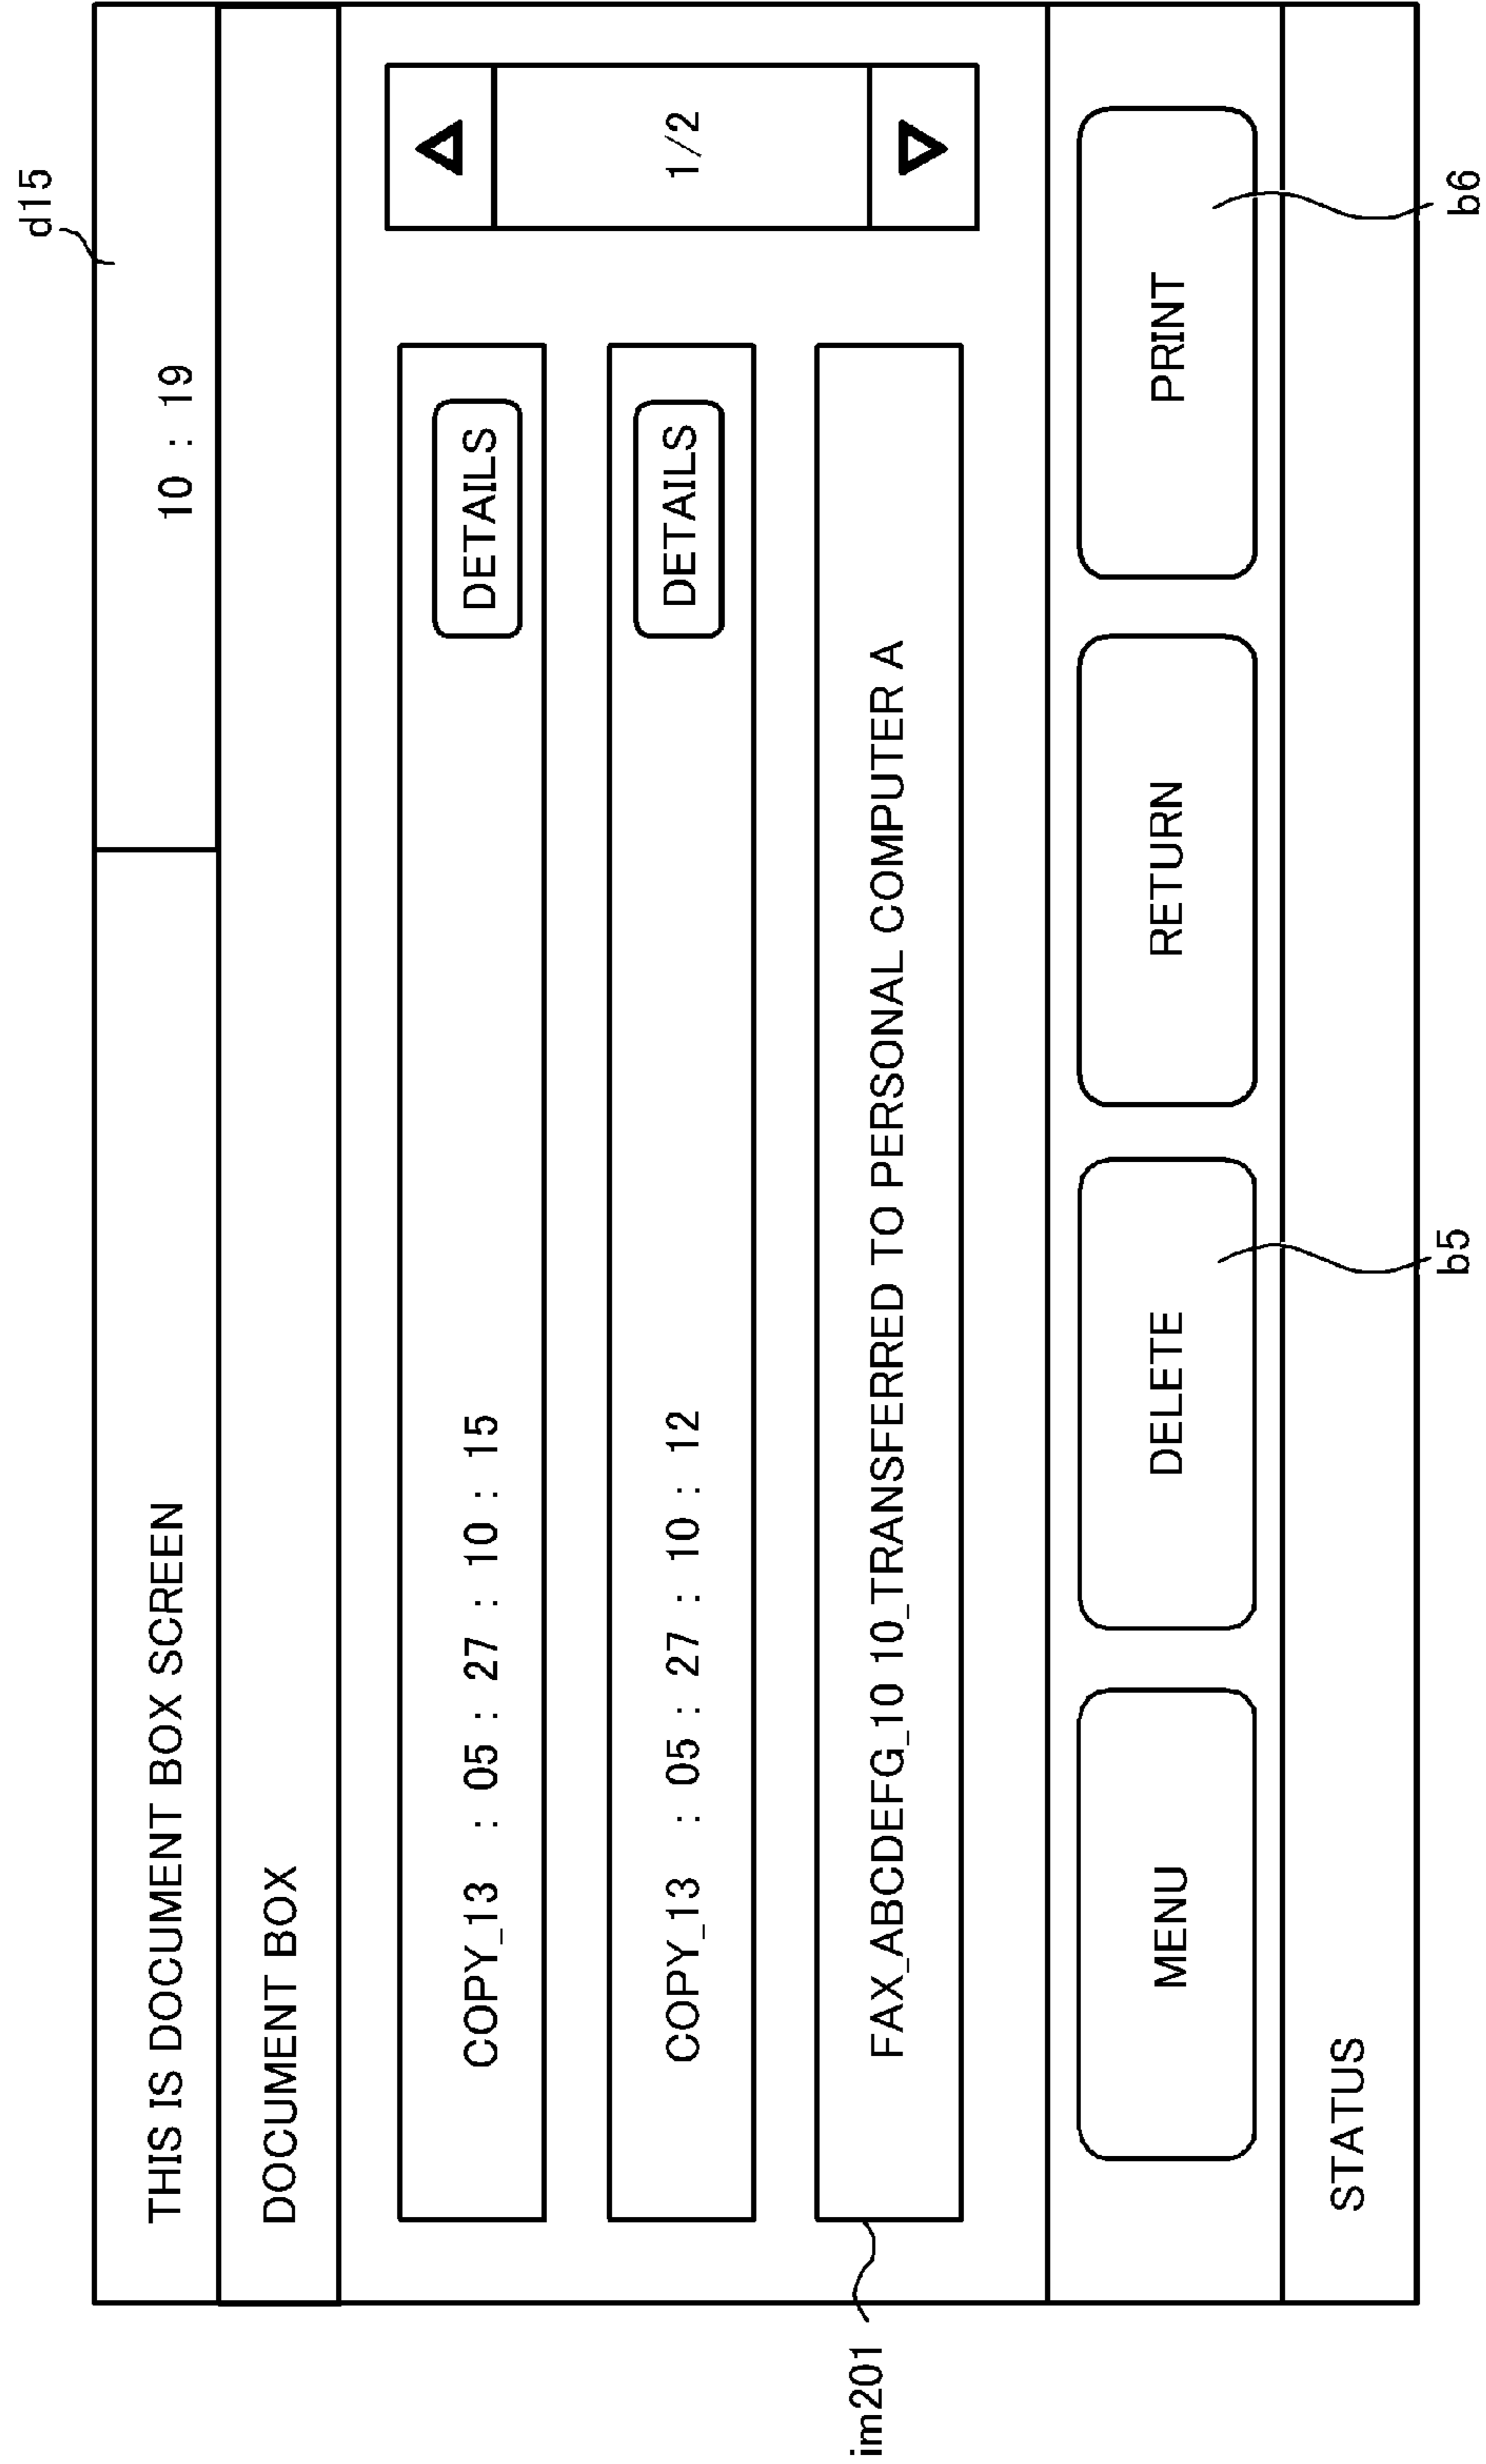 d15
THIS IS DOCUMENT BOX SCREEN
10 : 19
DOCUMENT BOX
COPY_13 : 05 : 27 : 10 : 15
DETAILS
1/2
COPY_13 : 05 : 27 : 10 : 12
DETAILS
im201
FAX_ABCDEFG_10 10_TRANSFERRED TO PERSONAL COMPUTER A
MENU
DELETE
RETURN
PRINT
STATUS
b5
b6